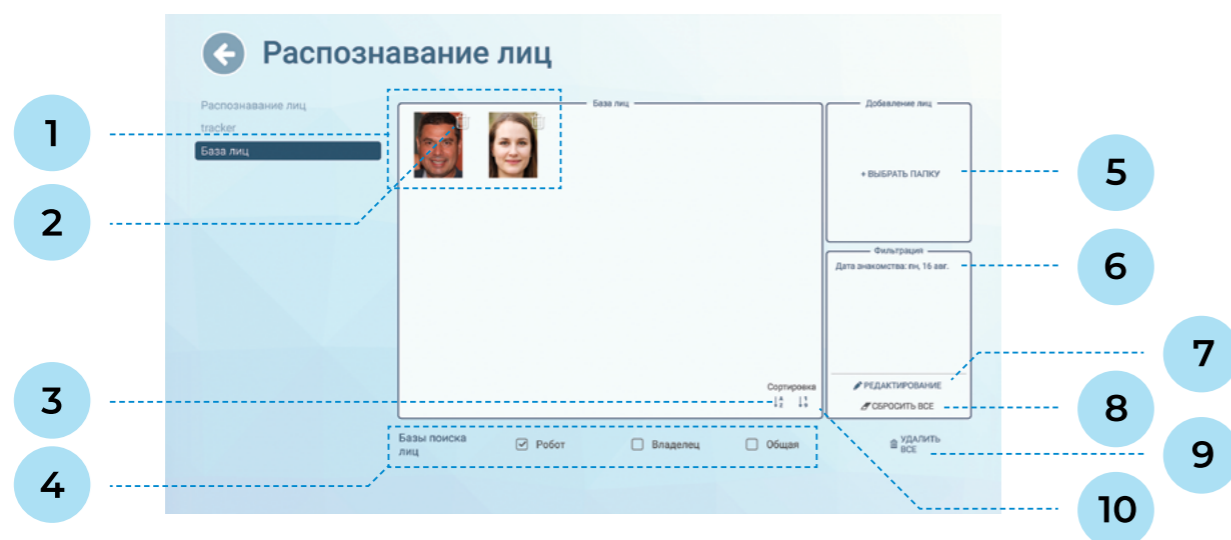 Распознавание лиц
Распознавание лиц
tracker
База лиц
База лиц
Добавление лиц
+ ВЫБРАТЬ ПАПКУ
Фильтрация
Дата знакомства: пн, 16 авг.
РЕДАКТИРОВАНИЕ
СБРОСИТЬ ВСЕ
Сортировка
Базы поиска
лиц
Робот
Владелец
Общая
УДАЛИТЬ
ВСЕ
1
2
3
4
5
6
7
8
9
10